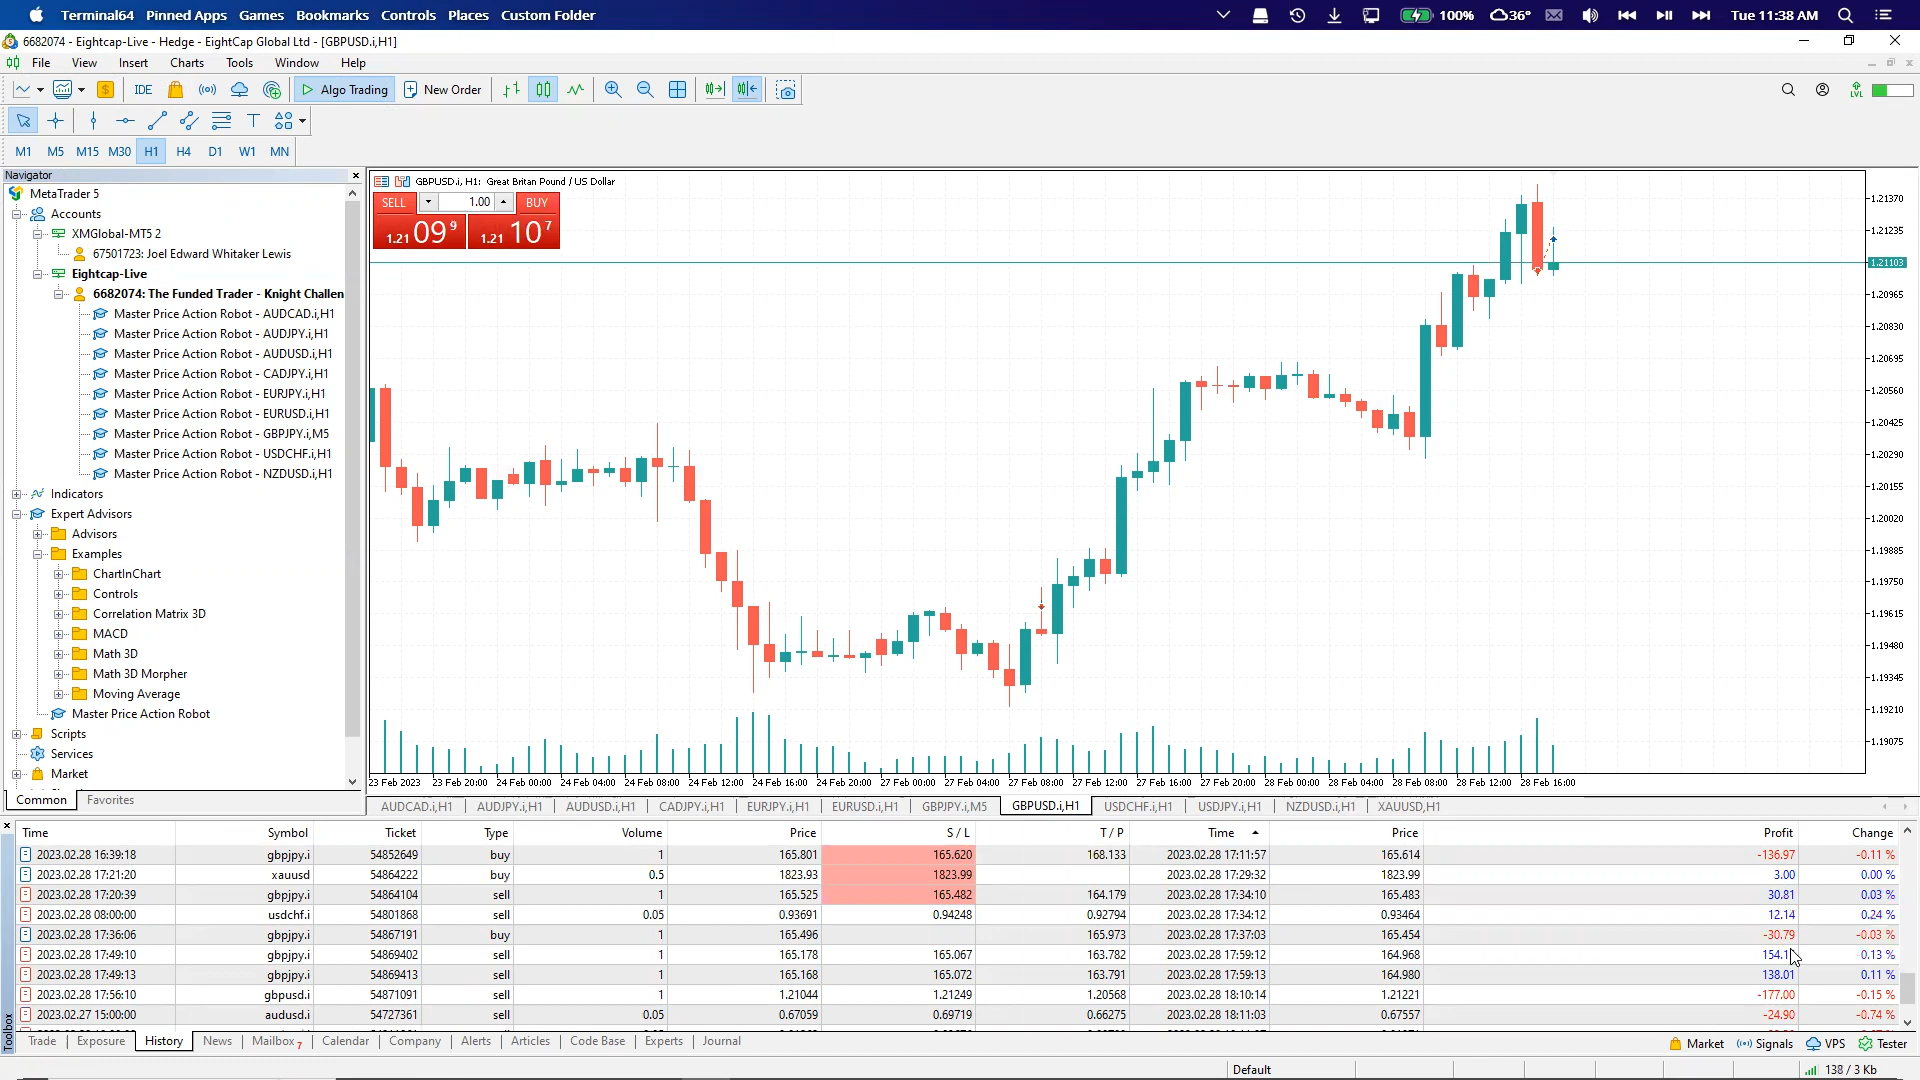 Terminal64 Pinned Apps Games Bookmarks Controls Places Custom Folder 100% 36° Tue 11:38 AM
6682074 - Eightcap-Live - Hedge - EightCap Global Ltd - [GBPUSD.i,H1]
File View Insert Charts Tools Window Help
IDE Algo Trading New Order LVL
T
M1 M5 M15 M30 H1 H4 D1 W1 MN
Navigator
MetaTrader 5
Accounts
XMGlobal-MT5 2
67501723: Joel Edward Whitaker Lewis
Eightcap-Live
6682074: The Funded Trader - Knight Challen
Master Price Action Robot - AUDCAD.i,H1
Master Price Action Robot - AUDJPY.i,H1
Master Price Action Robot - AUDUSD.i,H1
Master Price Action Robot - CADJPY.i,H1
Master Price Action Robot - EURJPY.i,H1
Master Price Action Robot - EURUSD.i,H1
Master Price Action Robot - GBPJPY.i,M5
Master Price Action Robot - USDCHF.i,H1
Master Price Action Robot - NZDUSD.i,H1
Indicators
Expert Advisors
Advisors
Examples
ChartInChart
Controls
Correlation Matrix 3D
MACD
Math 3D
Math 3D Morpher
Moving Average
Master Price Action Robot
Scripts
Services
Market
Common Favorites
GBPUSD.i, H1: Great Britan Pound / US Dollar
SELL 1.00 BUY
1.21 09 9 1.21 10 7
1.21370
1.21235
1.21103
1.20965
1.20830
1.20695
1.20560
1.20425
1.20290
1.20155
1.20020
1.19885
1.19750
1.19615
1.19480
1.19345
1.19210
1.19075
23 Feb 2023 23 Feb 20:00 24 Feb 00:00 24 Feb 04:00 24 Feb 08:00 24 Feb 12:00 24 Feb 16:00 24 Feb 20:00 27 Feb 00:00 27 Feb 04:00 27 Feb 08:00 27 Feb 12:00 27 Feb 16:00 27 Feb 20:00 28 Feb 00:00 28 Feb 04:00 28 Feb 08:00 28 Feb 12:00 28 Feb 16:00
AUDCAD.i,H1 AUDJPY.i,H1 AUDUSD.i,H1 CADJPY.i,H1 EURJPY.i,H1 EURUSD.i,H1 GBPJPY.i,M5 GBPUSD.i,H1 USDCHF.i,H1 USDJPY.i,H1 NZDUSD.i,H1 XAUUSD,H1
Time Symbol Ticket Type Volume Price S / L T / P Time Price Profit Change
2023.02.28 16:39:18 gbpjpy.i 54852649 buy 1 165.801 165.620 168.133 2023.02.28 17:11:57 165.614 -136.97 -0.11 %
2023.02.28 17:21:20 xauusd 54864222 buy 0.5 1823.93 1823.99 2023.02.28 17:29:32 1823.99 3.00 0.00 %
2023.02.28 17:20:39 gbpjpy.i 54864104 sell 1 165.525 165.482 164.179 2023.02.28 17:34:10 165.483 30.81 0.03 %
2023.02.28 08:00:00 usdchf.i 54801868 sell 0.05 0.93691 0.94248 0.92794 2023.02.28 17:34:12 0.93464 12.14 0.24 %
2023.02.28 17:36:06 gbpjpy.i 54867191 buy 1 165.496 165.973 2023.02.28 17:37:03 165.454 -30.79 -0.03 %
2023.02.28 17:49:10 gbpjpy.i 54869402 sell 1 165.178 165.067 163.782 2023.02.28 17:59:12 164.968 0.13 %
2023.02.28 17:49:13 gbpjpy.i 54869413 sell 1 165.168 165.072 163.791 2023.02.28 17:59:13 164.980 138.01 0.11 %
2023.02.28 17:56:10 gbpusd.i 54871091 sell 1 1.21044 1.21249 1.20568 2023.02.28 18:10:14 1.21221 -177.00 -0.15 %
2023.02.27 15:00:00 audusd.i 54727361 sell 0.05 0.67059 0.69719 0.66275 2023.02.28 18:11:03 0.67557 -24.90 -0.74 %
Toolbox
Trade Exposure History News Mailbox 7 Calendar Company Alerts Articles Code Base Experts Journal Market Signals VPS Tester
Default 138 / 3 Kb